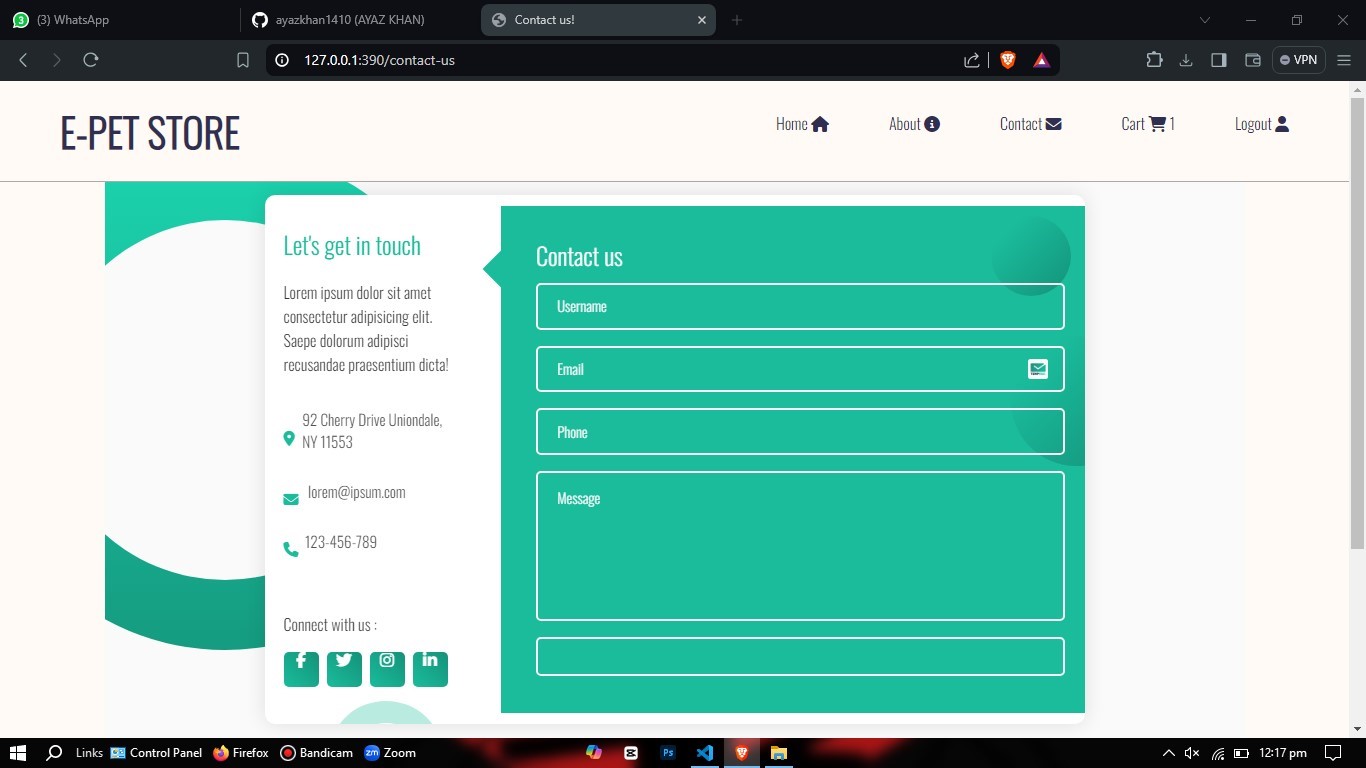 (3) WhatsApp
ayazkhan1410 (AYAZ KHAN)
Contact us!
127.0.0.1:390/contact-us
VPN
E-PET STORE
Home
About
Contact
Cart 1
Logout
Let's get in touch
Lorem ipsum dolor sit amet
consectetur adipisicing elit.
Saepe dolorum adipisci
recusandae praesentium dicta!
92 Cherry Drive Uniondale,
NY 11553
lorem@ipsum.com
123-456-789
Connect with us :
Contact us
Username
Email
Phone
Message
Links
Control Panel
Firefox
Bandicam
zm Zoom
Ps
12:17 pm